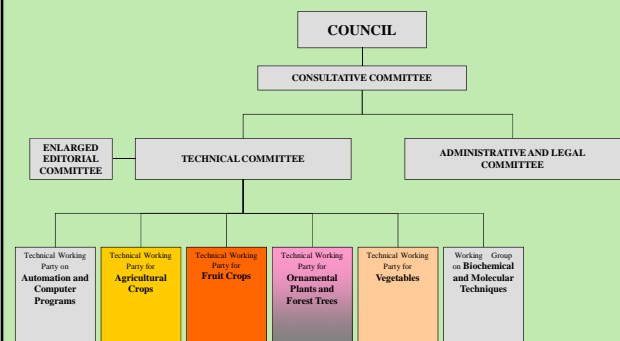 COUNCIL
CONSULTATIVE COMMITTEE
ENLARGED
EDITORIAL
COMMITTEE
TECHNICAL COMMITTEE
ADMINISTRATIVE AND LEGAL
COMMITTEE
Technical Working
Party on
Automation and
Computer
Programs
Technical Working
Party for
Agricultural
Crops
Technical Working
Party for
Fruit Crops
Technical Working
Party for
Ornamental
Plants and
Forest Trees
Technical Working
Party for
Vegetables
Working Group
on Biochemical
and Molecular
Techniques